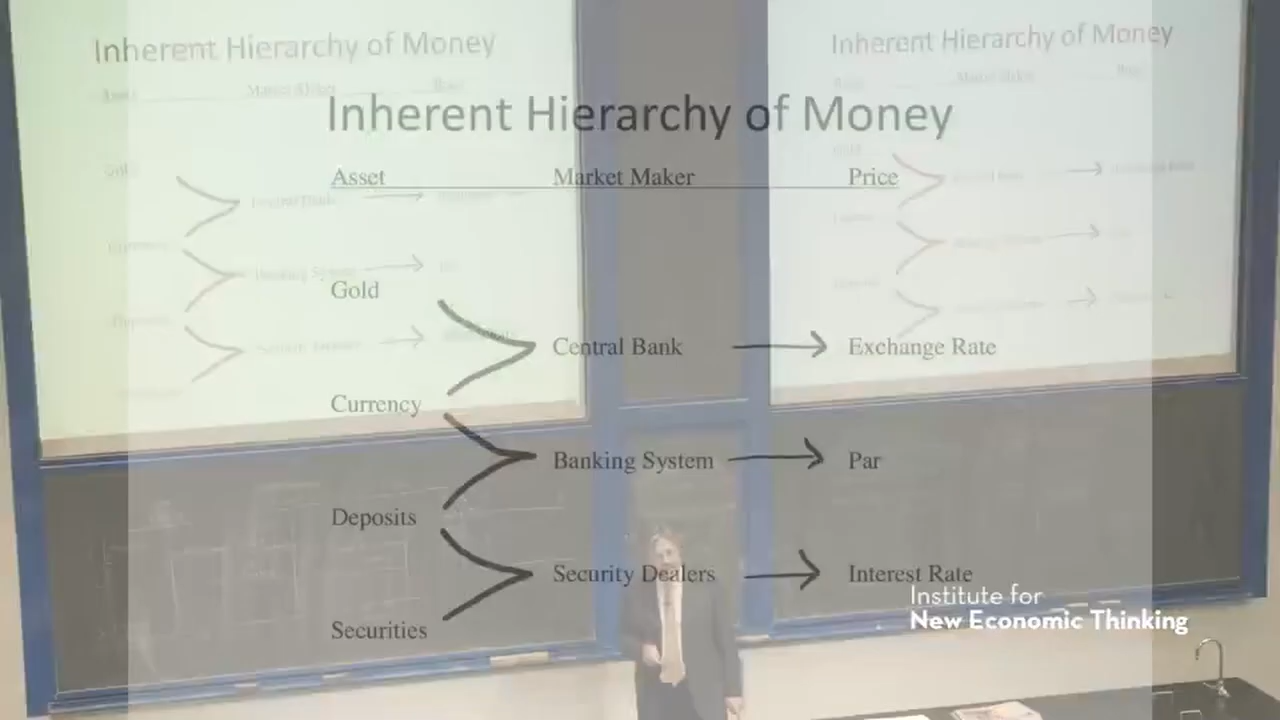 Inherent Hierarchy of Money
Inherent Hierarchy of Money
Inherent Hierarchy of Money
Asset Market Maker Price
Gold
Central Bank Exchange Rate
Currency
Banking System Par
Deposits
Security Dealers Interest Rate
Securities
Institute for
New Economic Thinking